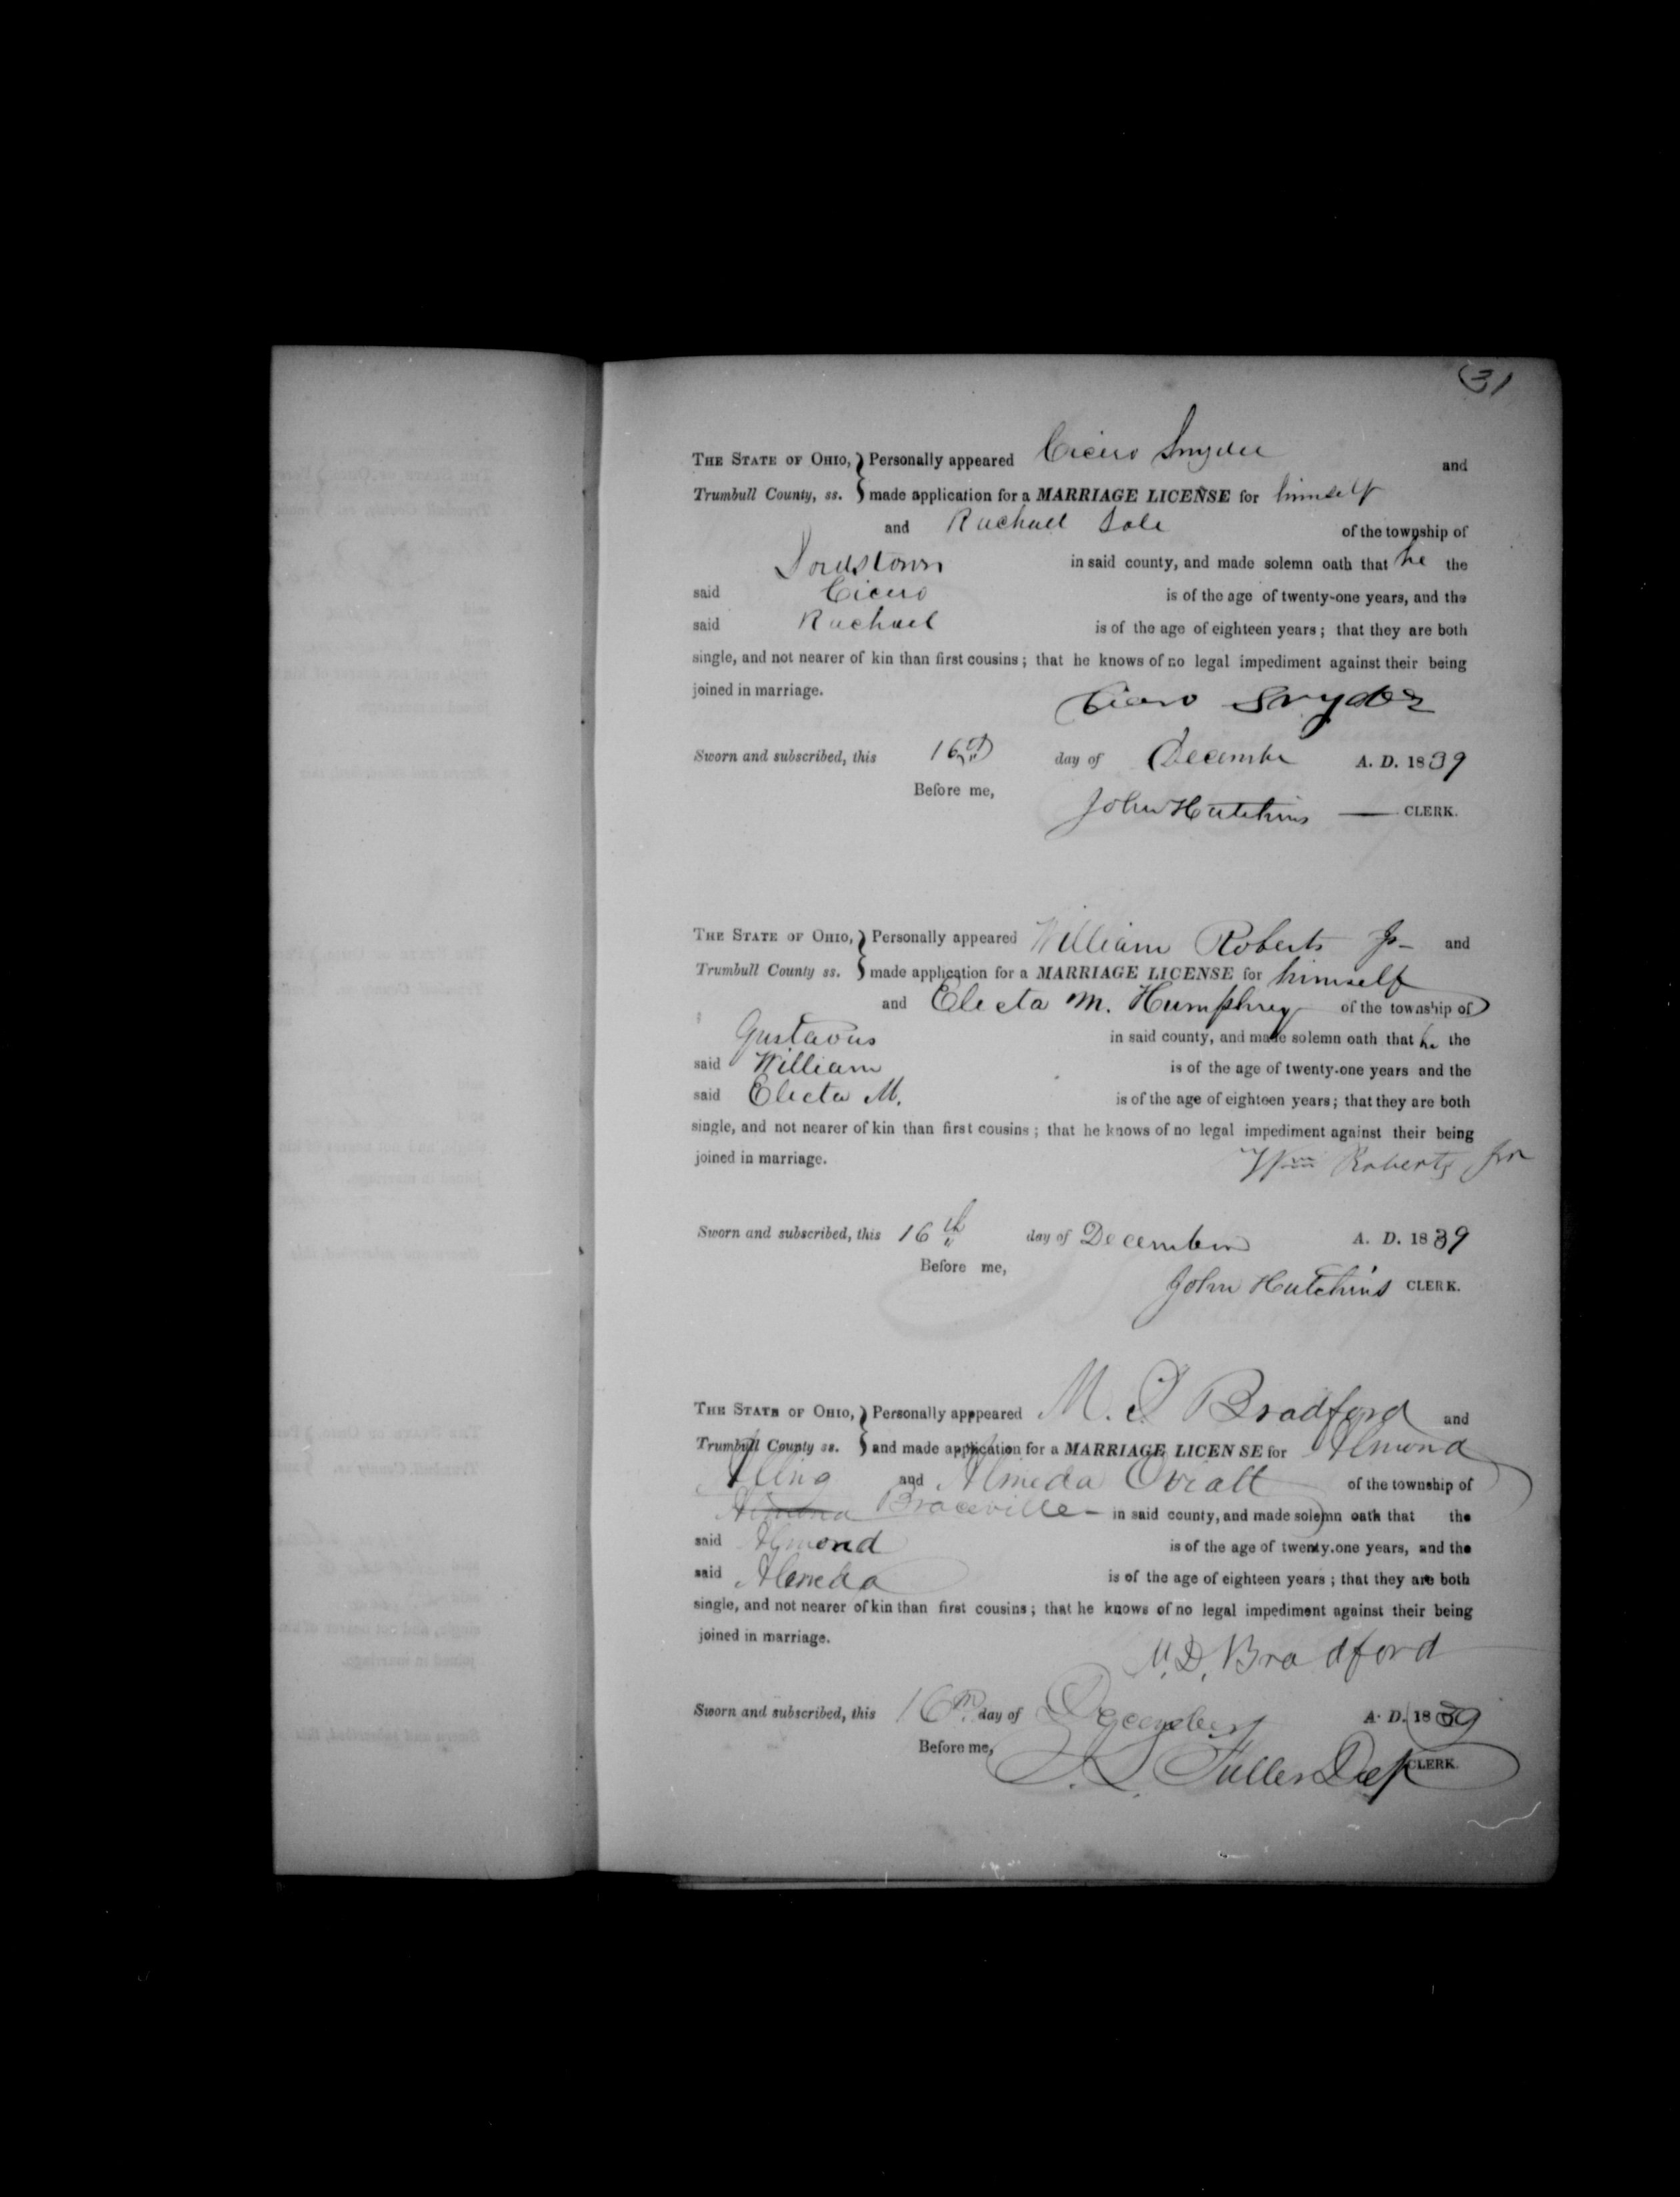 31
THE STATE OF OHIO, } Personally appeared Cicero Snyder and
Trumbull County, ss. } made application for a MARRIAGE LICENSE for himself
and Rachael Sole of the township of
Lordstown in said county, and made solemn oath that he the
said Cicero is of the age of twenty-one years, and the
said Rachael is of the age of eighteen years; that they are both
single, and not nearer of kin than first cousins; that he knows of no legal impediment against their being
joined in marriage. Cicero Snyder
Sworn and subscribed, this 16th day of December A. D. 1839
Before me,
John Hutchins CLERK.
THE STATE OF OHIO, } Personally appeared William Roberts Jr and
Trumbull County ss. } made application for a MARRIAGE LICENSE for himself
and Electa M. Humphrey of the township of
Gustavus in said county, and made solemn oath that he the
said William is of the age of twenty-one years and the
said Electa M. is of the age of eighteen years; that they are both
single, and not nearer of kin than first cousins; that he knows of no legal impediment against their being
joined in marriage. Wm Roberts Jnr
Sworn and subscribed, this 16th day of December A. D. 1839
Before me,
John Hutchins CLERK.
THE STATE OF OHIO, } Personally appeared M. D Bradford and
Trumbull County ss. } and made application for a MARRIAGE LICENSE for Almond
Alling and Almeda Oviatt of the township of
Almond Braceville in said county, and made solemn oath that the
said Almond is of the age of twenty-one years, and the
said Almeda is of the age of eighteen years; that they are both
single, and not nearer of kin than first cousins; that he knows of no legal impediment against their being
joined in marriage. M. D. Bradford
Sworn and subscribed, this 16th day of December A. D. 1839
Before me,
Fuller Dep CLERK.